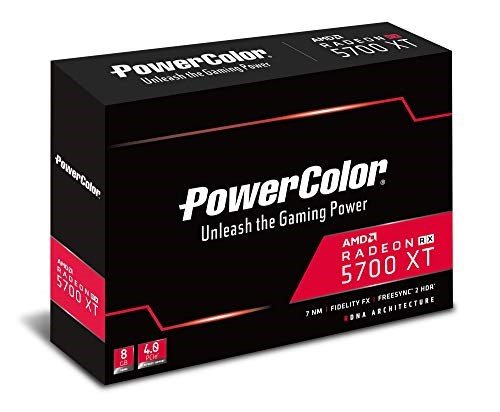 PowerColor
Unleash the Gaming Power
AMD
RADEON RX
5700 XT
PowerColor®
Unleash the Gaming Power
AMD
RADEON RX
5700 XT
7 NM | FIDELITY FX | FREESYNC™ 2 HDR*
RDNA ARCHITECTURE
AMD
RADEON RX
5700 XT
8
GB
4.0
PCIe®